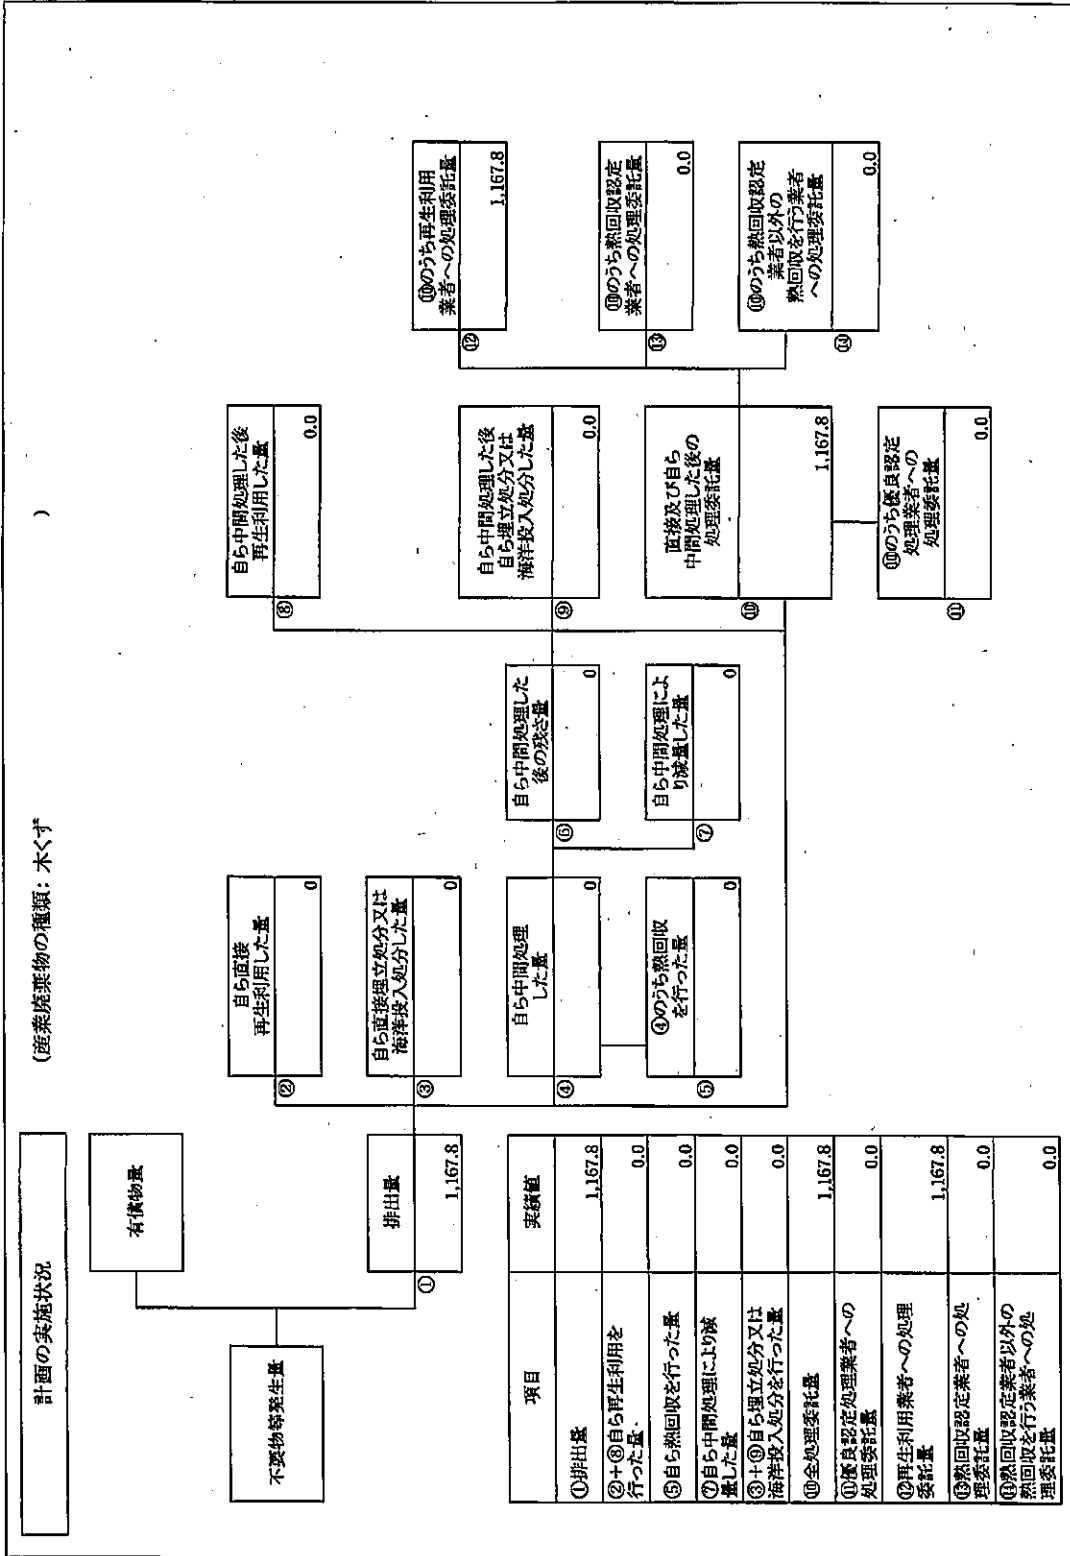 計画の実施状況
(産業廃棄物の種類: 木くず
)
不要物等発生量
有償物量
①
排出量
1,167.8
②
自ら直接
再生利用した量
0
③
自ら直接埋立処分又は
海洋投入処分した量
0
④
自ら中間処理
した量
0
⑤
④のうち熱回収
を行った量
0
⑥
自ら中間処理した
後の残さ量
0
⑦
自ら中間処理によ
り減量した量
0
⑧
自ら中間処理した後
再生利用した量
0.0
⑨
自ら中間処理した後
自ら埋立処分又は
海洋投入処分した量
0.0
⑩
直接及び自ら
中間処理した後の
処理委託量
1,167.8
⑪
⑩のうち優良認定
処理業者への
処理委託量
0.0
⑫
⑩のうち再生利用
業者への処理委託量
1,167.8
⑬
⑩のうち熱回収認定
業者への処理委託量
0.0
⑭
⑩のうち熱回収認定
業者以外の
熱回収を行う業者
への処理委託量
0.0
項目 実績値
①排出量 1,167.8
②+⑧自ら再生利用を
行った量 0.0
⑤自ら熱回収を行った量 0.0
⑦自ら中間処理により減
量した量 0.0
③+⑨自ら埋立処分又は
海洋投入処分を行った量 0.0
⑩全処理委託量 1,167.8
⑪優良認定処理業者への
処理委託量 0.0
⑫再生利用業者への処理
委託量 1,167.8
⑬熱回収認定業者への処
理委託量 0.0
⑭熱回収認定業者以外の
熱回収を行う業者への処
理委託量 0.0